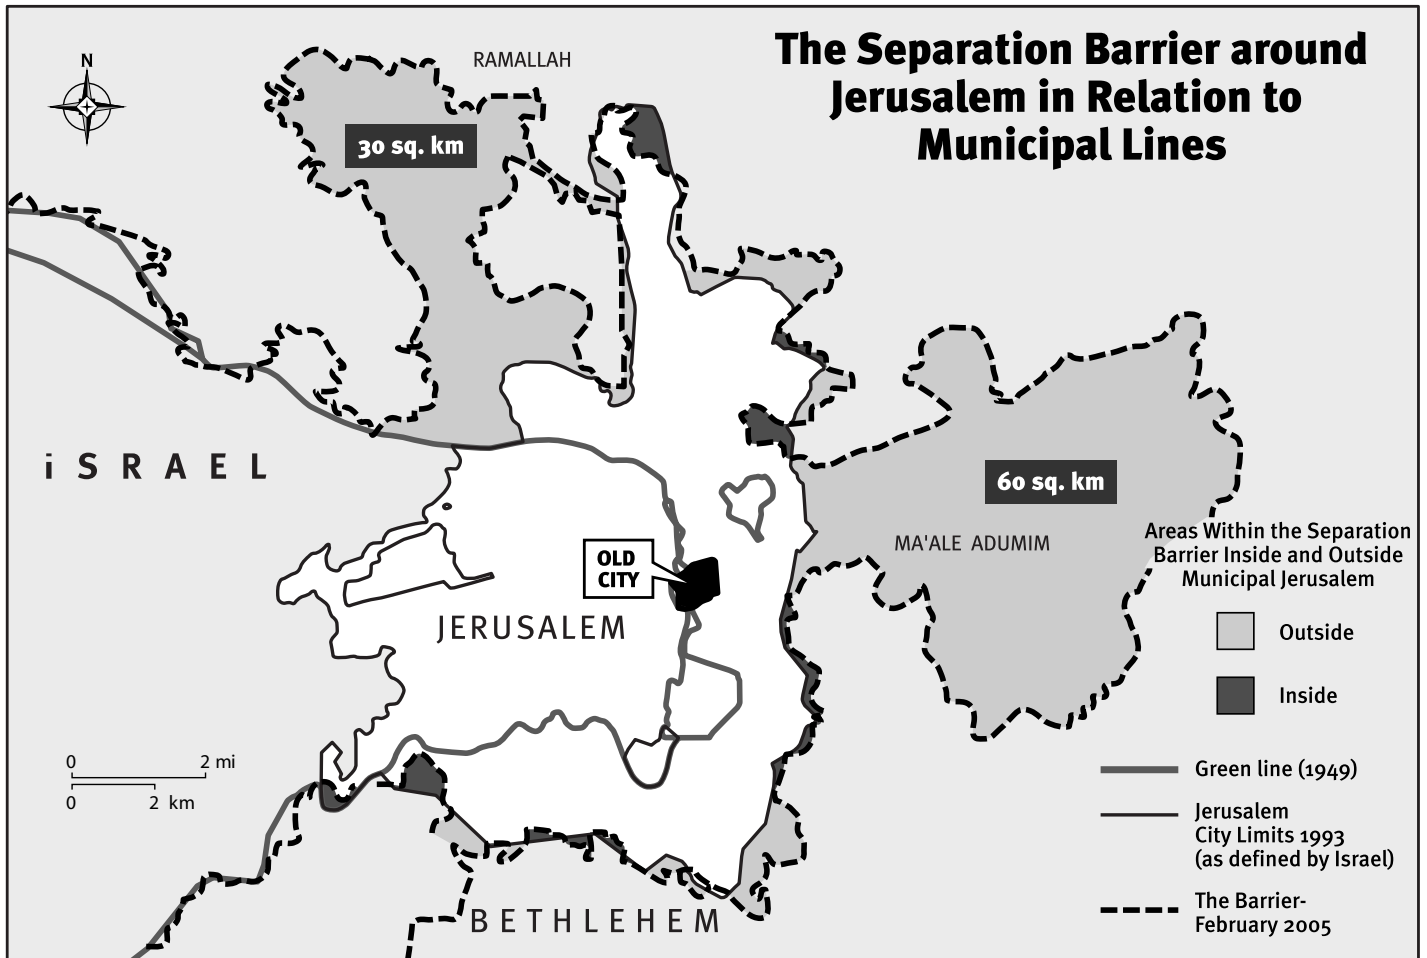 The Separation Barrier around
Jerusalem in Relation to
Municipal Lines
N
RAMALLAH
30 sq. km
iSRAEL
60 sq. km
MA'ALE ADUMIM
OLD
CITY
JERUSALEM
BETHLEHEM
0 2 mi
0 2 km
Areas Within the Separation
Barrier Inside and Outside
Municipal Jerusalem
Outside
Inside
Green line (1949)
Jerusalem
City Limits 1993
(as defined by Israel)
The Barrier-
February 2005